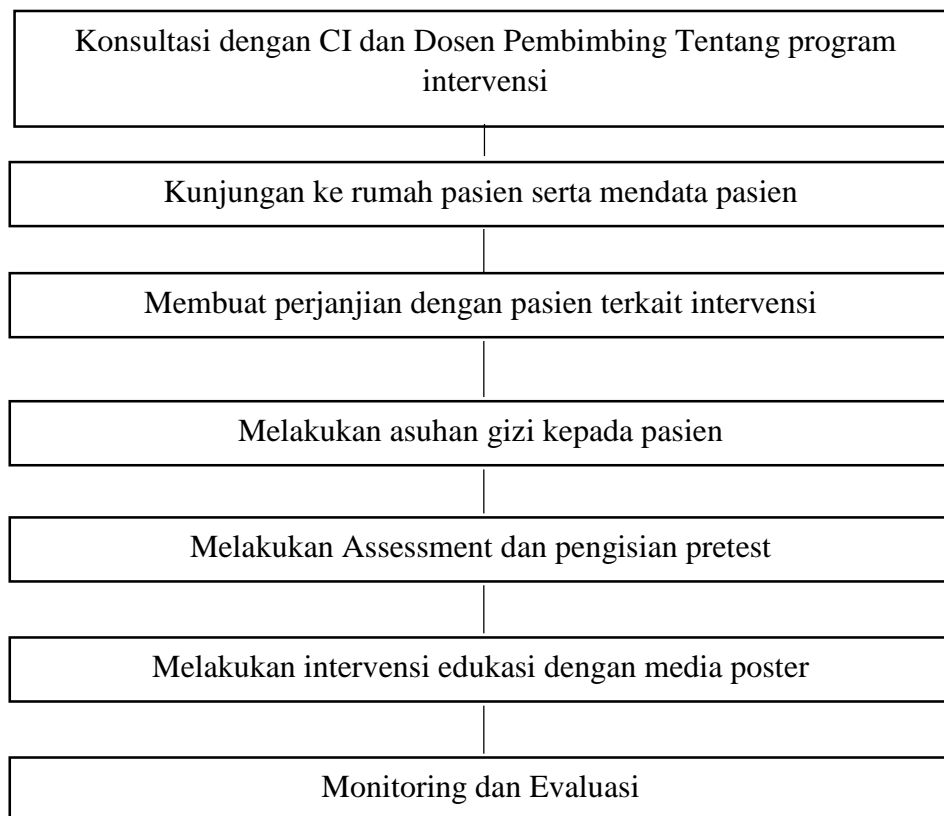 Konsultasi dengan CI dan Dosen Pembimbing Tentang program
intervensi
Kunjungan ke rumah pasien serta mendata pasien
Membuat perjanjian dengan pasien terkait intervensi
Melakukan asuhan gizi kepada pasien
Melakukan Assessment dan pengisian pretest
Melakukan intervensi edukasi dengan media poster
Monitoring dan Evaluasi